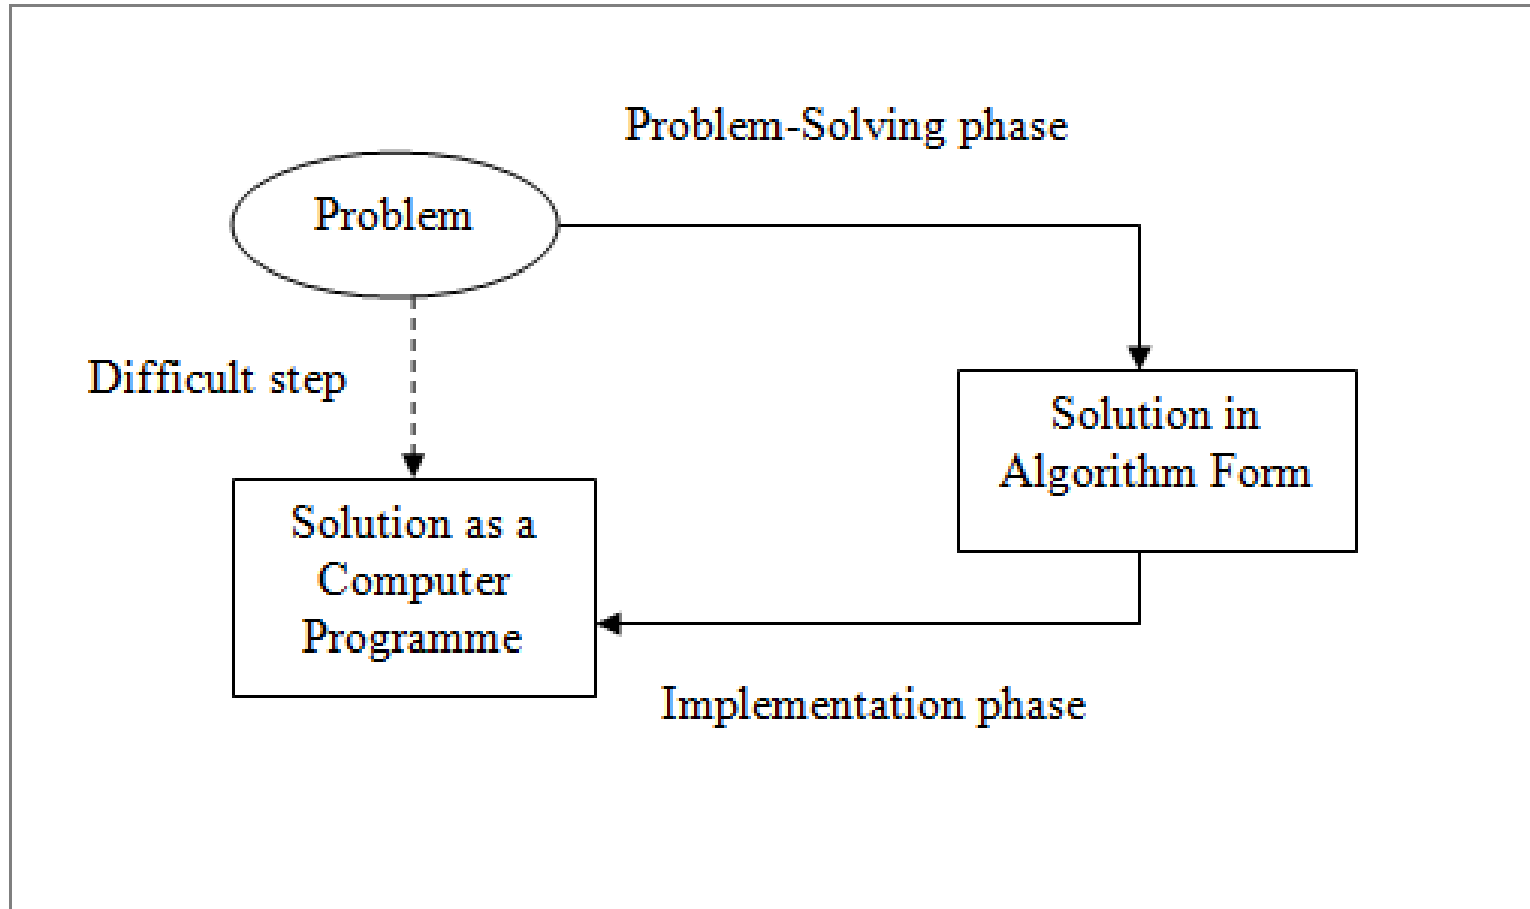 Problem-Solving phase
Problem
Difficult step
Solution in
Algorithm Form
Solution as a
Computer
Programme
Implementation phase